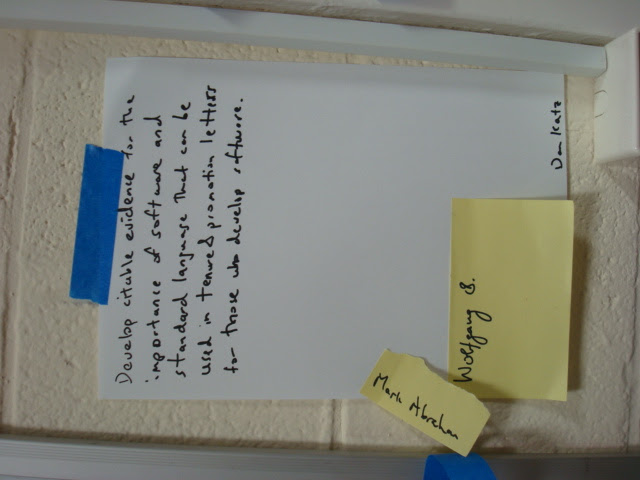 Develop citable evidence for the
importance of software and
standard language that can be
used in tenure & promotion letters
for those who develop software.
Mark Abraham
Wolfgang B.
Dan Katz